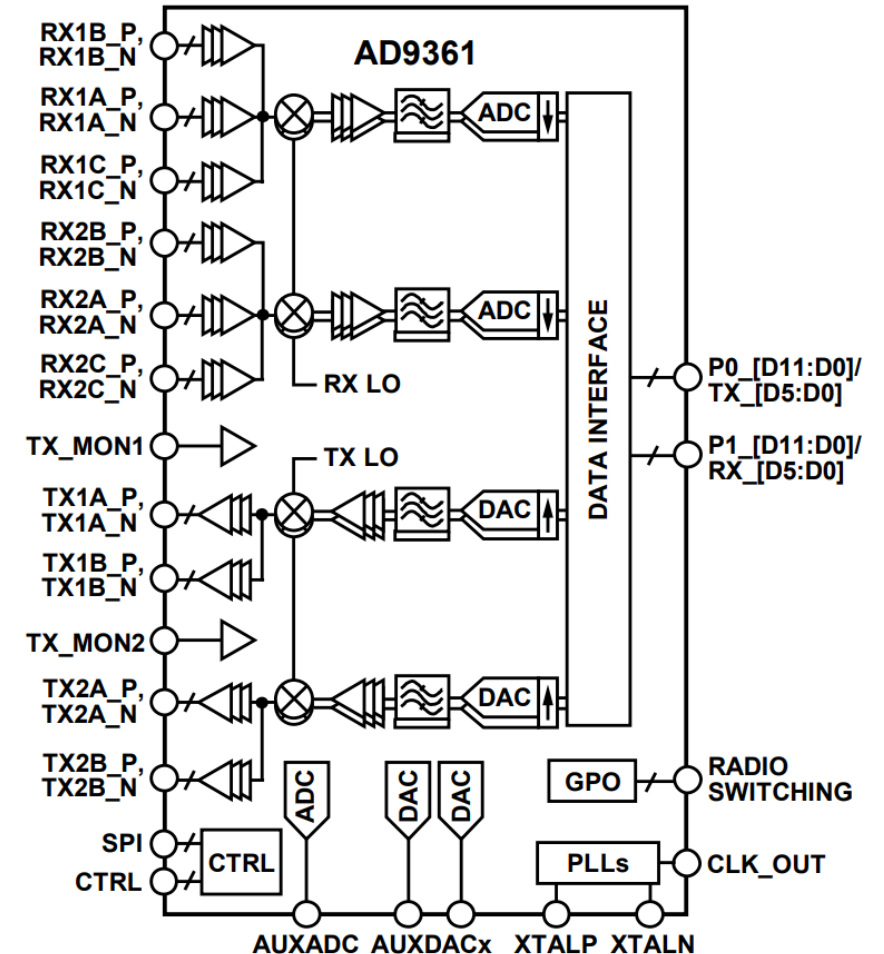 AD9361
RX1B_P,
RX1B_N
RX1A_P,
RX1A_N
RX1C_P,
RX1C_N
RX2B_P,
RX2B_N
RX2A_P,
RX2A_N
RX2C_P,
RX2C_N
TX_MON1
TX1A_P,
TX1A_N
TX1B_P,
TX1B_N
TX_MON2
TX2A_P,
TX2A_N
TX2B_P,
TX2B_N
SPI
CTRL
CTRL
ADC
ADC
RX LO
TX LO
DAC
DAC
DATA INTERFACE
P0_[D11:D0]/
TX_[D5:D0]
P1_[D11:D0]/
RX_[D5:D0]
ADC
DAC
DAC
GPO
RADIO
SWITCHING
PLLs
CLK_OUT
AUXADC
AUXDACx
XTALP
XTALN